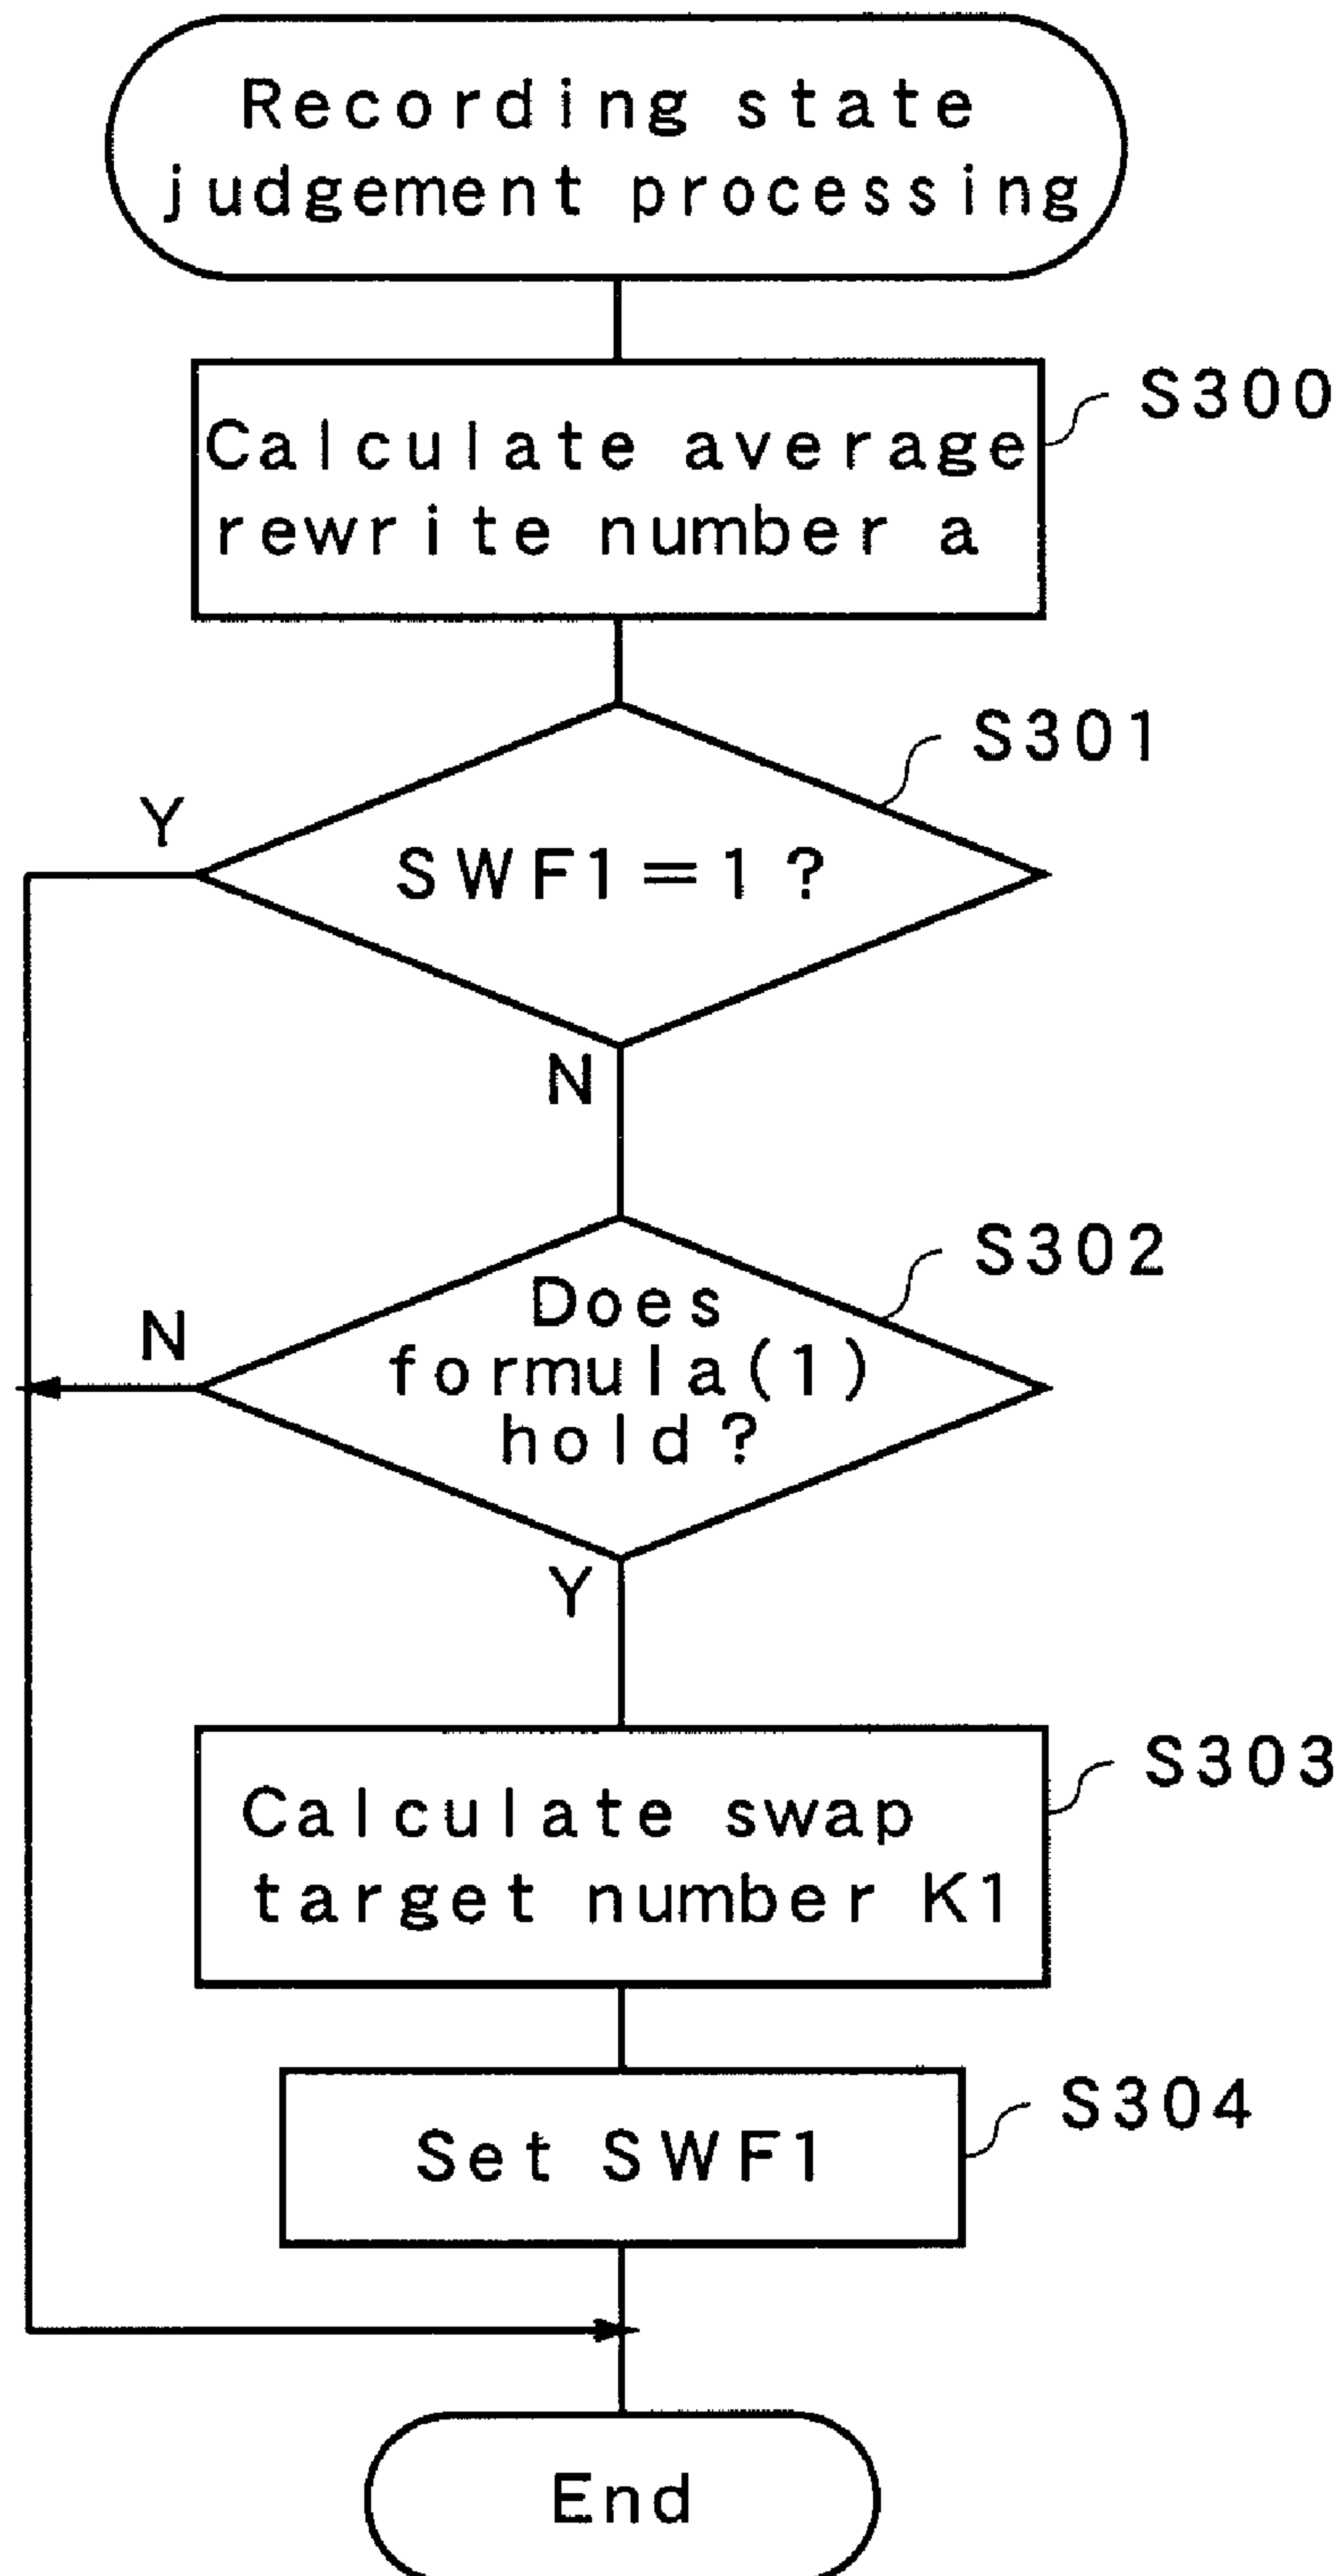 Recording state
judgement processing
S300
Calculate average
rewrite number a
S301
Y
SWF1=1?
N
S302
Does
N
formula(1)
hold?
Y
S303
Calculate swap
target number K1
S304
Set SWF1
End